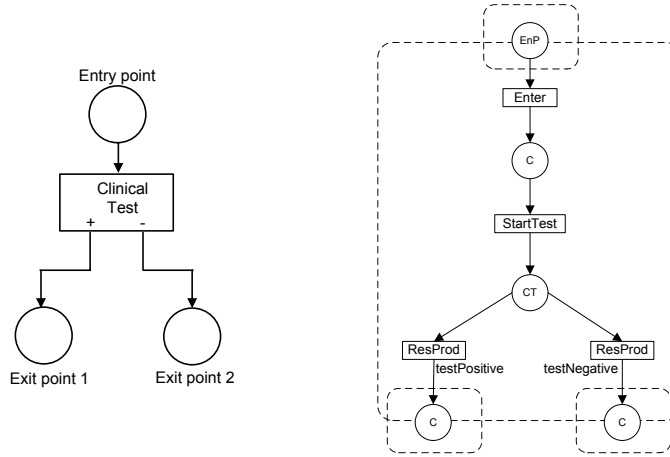 Entry point
Clinical
Test
+ -
Exit point 1
Exit point 2
EnP
Enter
C
StartTest
CT
ResProd
ResProd
testPositive
testNegative
C
C